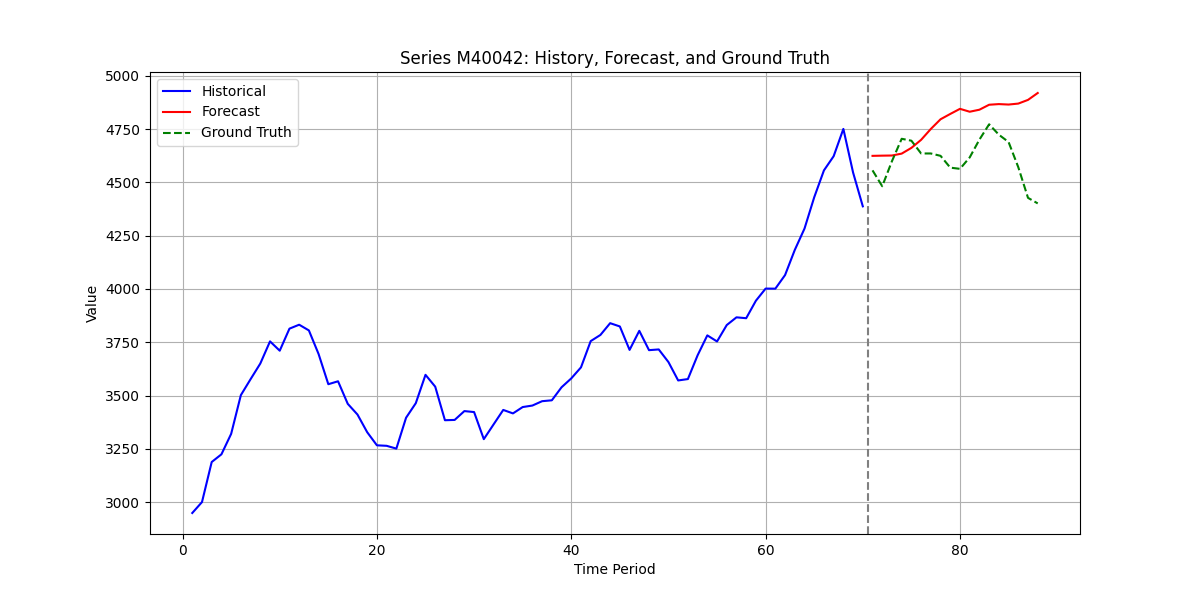 Series M40042: History, Forecast, and Ground Truth
Historical
Forecast
Ground Truth
5000
4750
4500
4250
4000
3750
3500
3250
3000
Value
0 20 40 60 80
Time Period